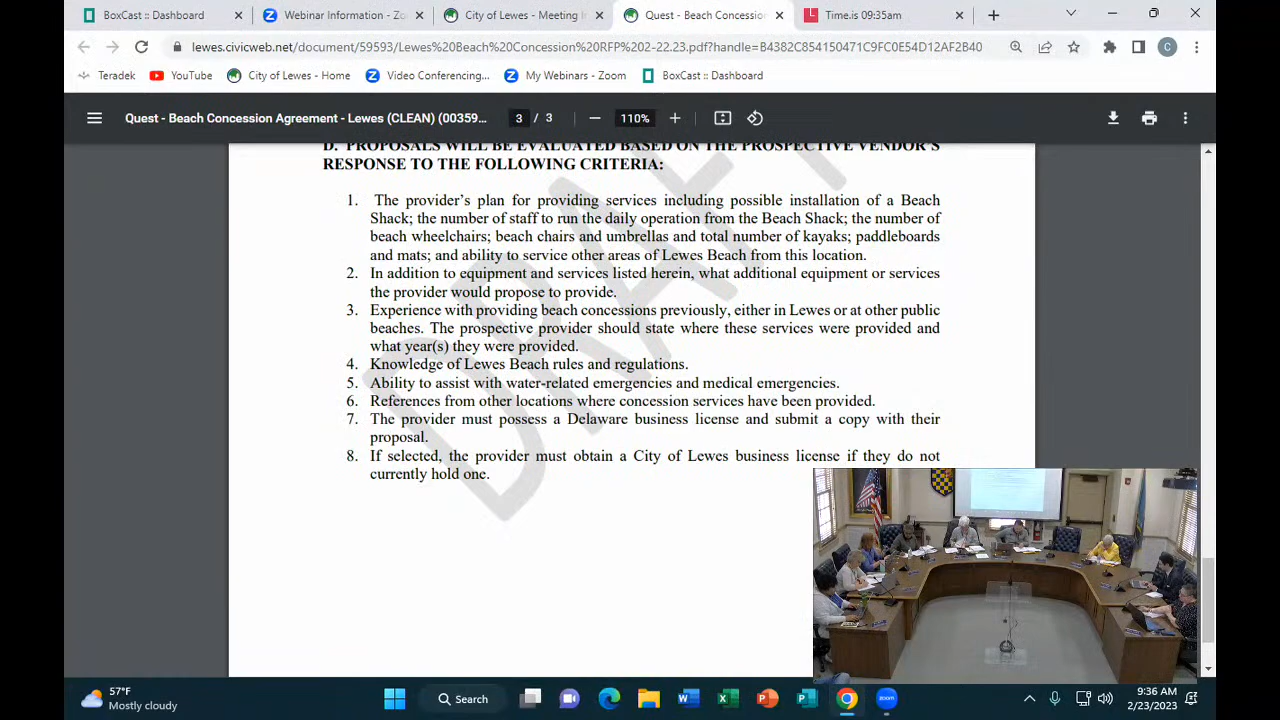 BoxCast :: Dashboard
Webinar Information - Zo
City of Lewes - Meeting I
Quest - Beach Concession
Time.is 09:35am
lewes.civicweb.net/document/59593/Lewes%20Beach%20Concession%20RFP%202-22.23.pdf?handle=B4382C854150471C9FC0E54D12AF2B40
C
Teradek
YouTube
City of Lewes - Home
Video Conferencing...
My Webinars - Zoom
BoxCast :: Dashboard
Quest - Beach Concession Agreement - Lewes (CLEAN) (00359...
3 / 3
110%
D. PROPOSALS WILL BE EVALUATED BASED ON THE PROSPECTIVE VENDOR'S
RESPONSE TO THE FOLLOWING CRITERIA:
1. The provider's plan for providing services including possible installation of a Beach
Shack; the number of staff to run the daily operation from the Beach Shack; the number of
beach wheelchairs; beach chairs and umbrellas and total number of kayaks; paddleboards
and mats; and ability to service other areas of Lewes Beach from this location.
2. In addition to equipment and services listed herein, what additional equipment or services
the provider would propose to provide.
3. Experience with providing beach concessions previously, either in Lewes or at other public
beaches. The prospective provider should state where these services were provided and
what year(s) they were provided.
4. Knowledge of Lewes Beach rules and regulations.
5. Ability to assist with water-related emergencies and medical emergencies.
6. References from other locations where concession services have been provided.
7. The provider must possess a Delaware business license and submit a copy with their
proposal.
8. If selected, the provider must obtain a City of Lewes business license if they do not
currently hold one.
DRAFT
57°F
Mostly cloudy
Search
zoom
9:36 AM
2/23/2023